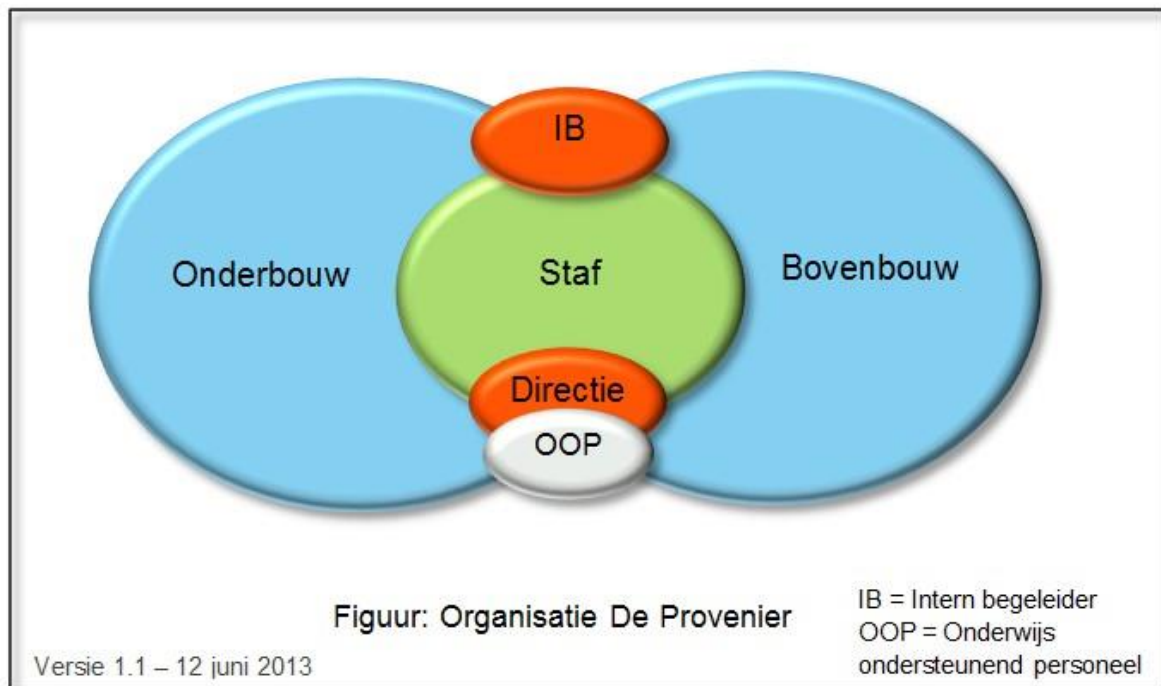 IB
Onderbouw
Staf
Bovenbouw
Directie
OOP
Figuur: Organisatie De Provenier
IB = Intern begeleider
OOP = Onderwijs
ondersteunend personeel
Versie 1.1 – 12 juni 2013